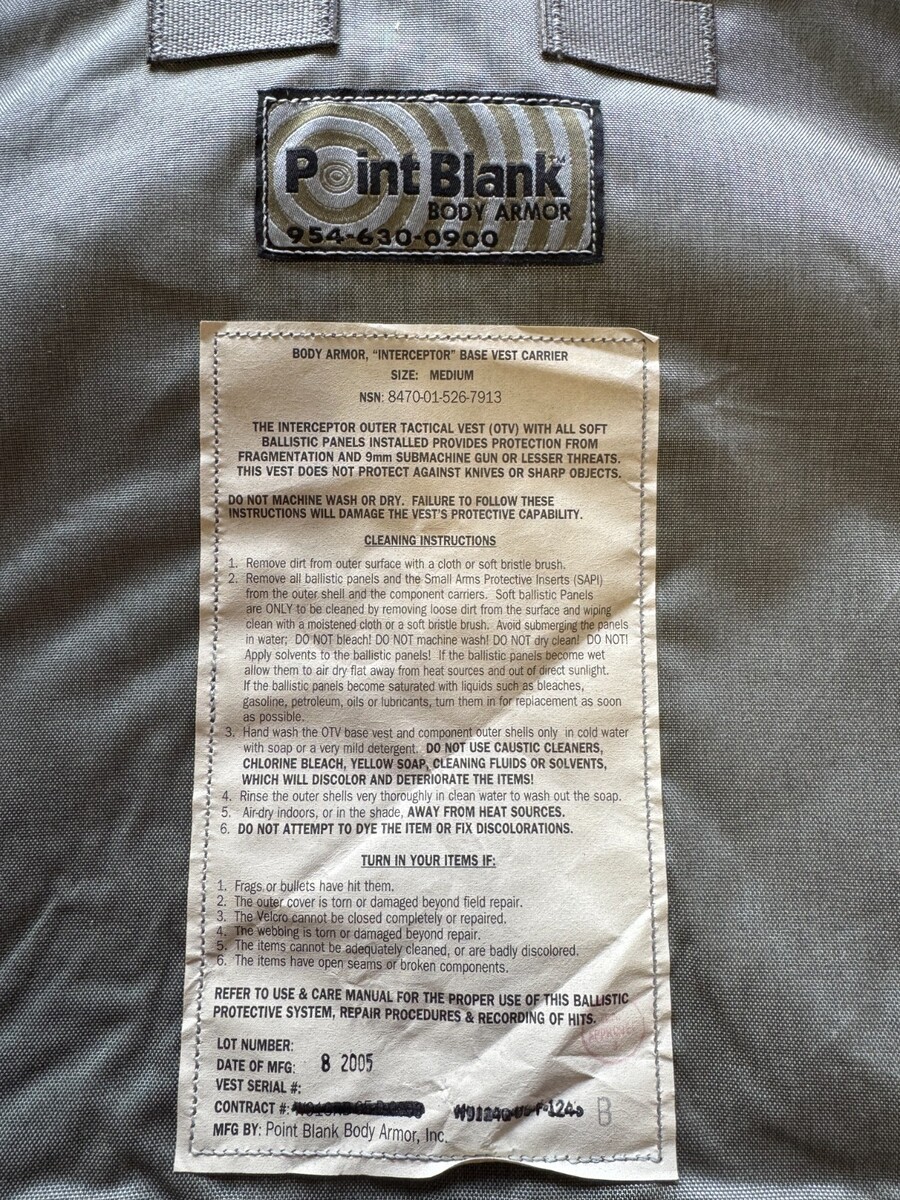 Point Blank™
BODY ARMOR
954-630-0900
BODY ARMOR, “INTERCEPTOR” BASE VEST CARRIER
SIZE: MEDIUM
NSN: 8470-01-526-7913
THE INTERCEPTOR OUTER TACTICAL VEST (OTV) WITH ALL SOFT
BALLISTIC PANELS INSTALLED PROVIDES PROTECTION FROM
FRAGMENTATION AND 9mm SUBMACHINE GUN OR LESSER THREATS.
THIS VEST DOES NOT PROTECT AGAINST KNIVES OR SHARP OBJECTS.
DO NOT MACHINE WASH OR DRY. FAILURE TO FOLLOW THESE
INSTRUCTIONS WILL DAMAGE THE VEST'S PROTECTIVE CAPABILITY.
CLEANING INSTRUCTIONS
1. Remove dirt from outer surface with a cloth or soft bristle brush.
2. Remove all ballistic panels and the Small Arms Protective Inserts (SAPI)
from the outer shell and the component carriers. Soft ballistic Panels
are ONLY to be cleaned by removing loose dirt from the surface and wiping
clean with a moistened cloth or a soft bristle brush. Avoid submerging the panels
in water; DO NOT bleach! DO NOT machine wash! DO NOT dry clean! DO NOT!
Apply solvents to the ballistic panels! If the ballistic panels become wet
allow them to air dry flat away from heat sources and out of direct sunlight.
If the ballistic panels become saturated with liquids such as bleaches,
gasoline, petroleum, oils or lubricants, turn them in for replacement as soon
as possible.
3. Hand wash the OTV base vest and component outer shells only in cold water
with soap or a very mild detergent. DO NOT USE CAUSTIC CLEANERS,
CHLORINE BLEACH, YELLOW SOAP, CLEANING FLUIDS OR SOLVENTS,
WHICH WILL DISCOLOR AND DETERIORATE THE ITEMS!
4. Rinse the outer shells very thoroughly in clean water to wash out the soap.
5. Air-dry indoors, or in the shade, AWAY FROM HEAT SOURCES.
6. DO NOT ATTEMPT TO DYE THE ITEM OR FIX DISCOLORATIONS.
TURN IN YOUR ITEMS IF:
1. Frags or bullets have hit them.
2. The outer cover is torn or damaged beyond field repair.
3. The Velcro cannot be closed completely or repaired.
4. The webbing is torn or damaged beyond repair.
5. The items cannot be adequately cleaned, or are badly discolored.
6. The items have open seams or broken components.
REFER TO USE & CARE MANUAL FOR THE PROPER USE OF THIS BALLISTIC
PROTECTIVE SYSTEM, REPAIR PROCEDURES & RECORDING OF HITS.
LOT NUMBER:
DATE OF MFG: 8 2005
VEST SERIAL #:
CONTRACT #: B
MFG BY: Point Blank Body Armor, Inc.